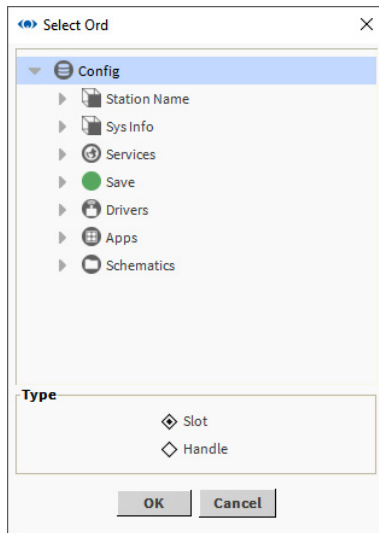 Select Ord
Config
Station Name
Sys Info
Services
Save
Drivers
Apps
Schematics
Type
Slot
Handle
OK Cancel